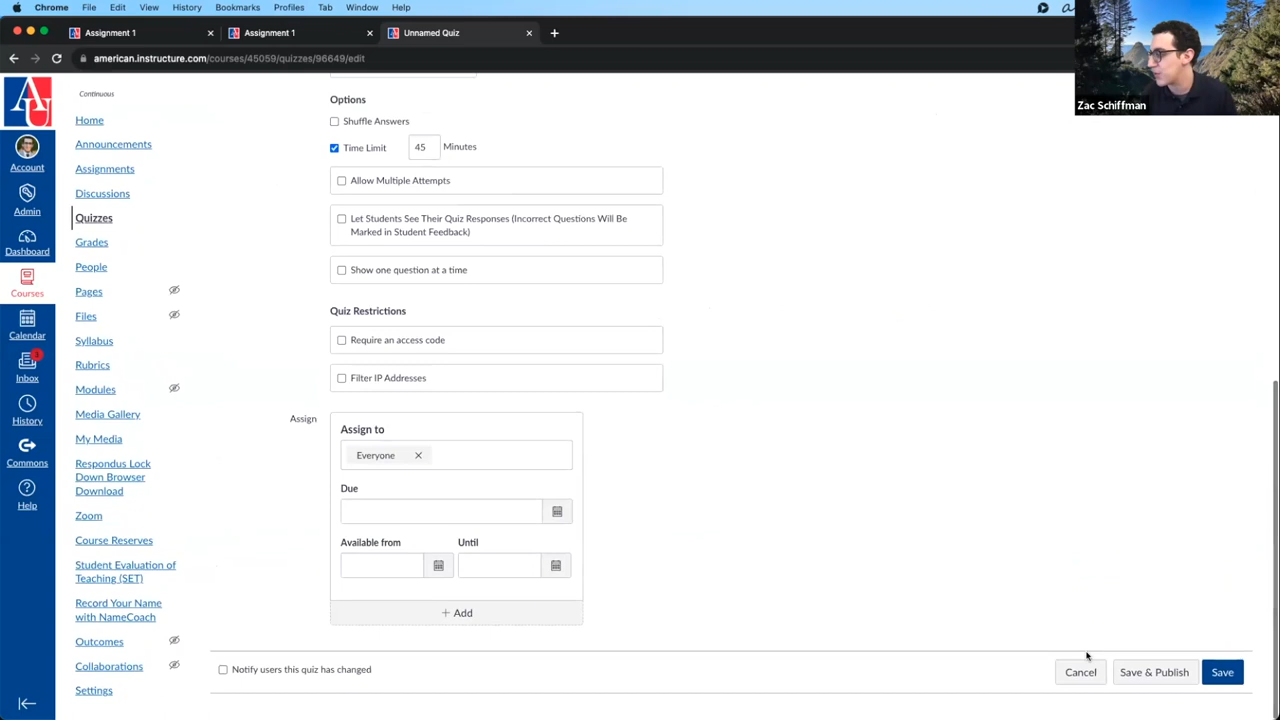 Chrome File Edit View History Bookmarks Profiles Tab Window Help
Assignment 1
Assignment 1
Unnamed Quiz
american.instructure.com/courses/45059/quizzes/96649/edit
Zac Schiffman
AU
Account
Admin
Dashboard
Courses
Calendar
3
Inbox
History
Commons
Help
Continuous
Home
Announcements
Assignments
Discussions
Quizzes
Grades
People
Pages
Files
Syllabus
Rubrics
Modules
Media Gallery
My Media
Respondus Lock
Down Browser
Download
Zoom
Course Reserves
Student Evaluation of
Teaching (SET)
Record Your Name
with NameCoach
Outcomes
Collaborations
Settings
Options
Shuffle Answers
Time Limit 45 Minutes
Allow Multiple Attempts
Let Students See Their Quiz Responses (Incorrect Questions Will Be
Marked in Student Feedback)
Show one question at a time
Quiz Restrictions
Require an access code
Filter IP Addresses
Assign
Assign to
Everyone
Due
Available from Until
+ Add
Notify users this quiz has changed
Cancel Save & Publish Save